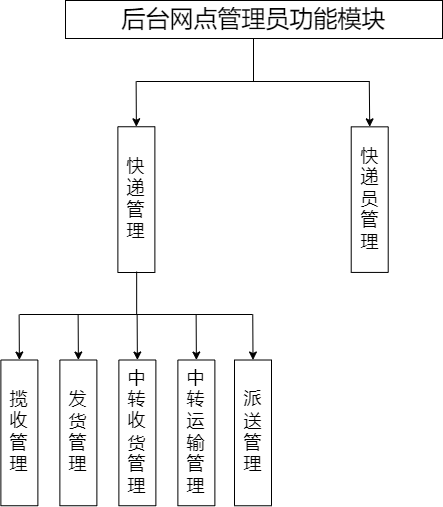 后台网点管理员功能模块
快递管理
快递员管理
揽收管理
发货管理
中转收货管理
中转运输管理
派送管理